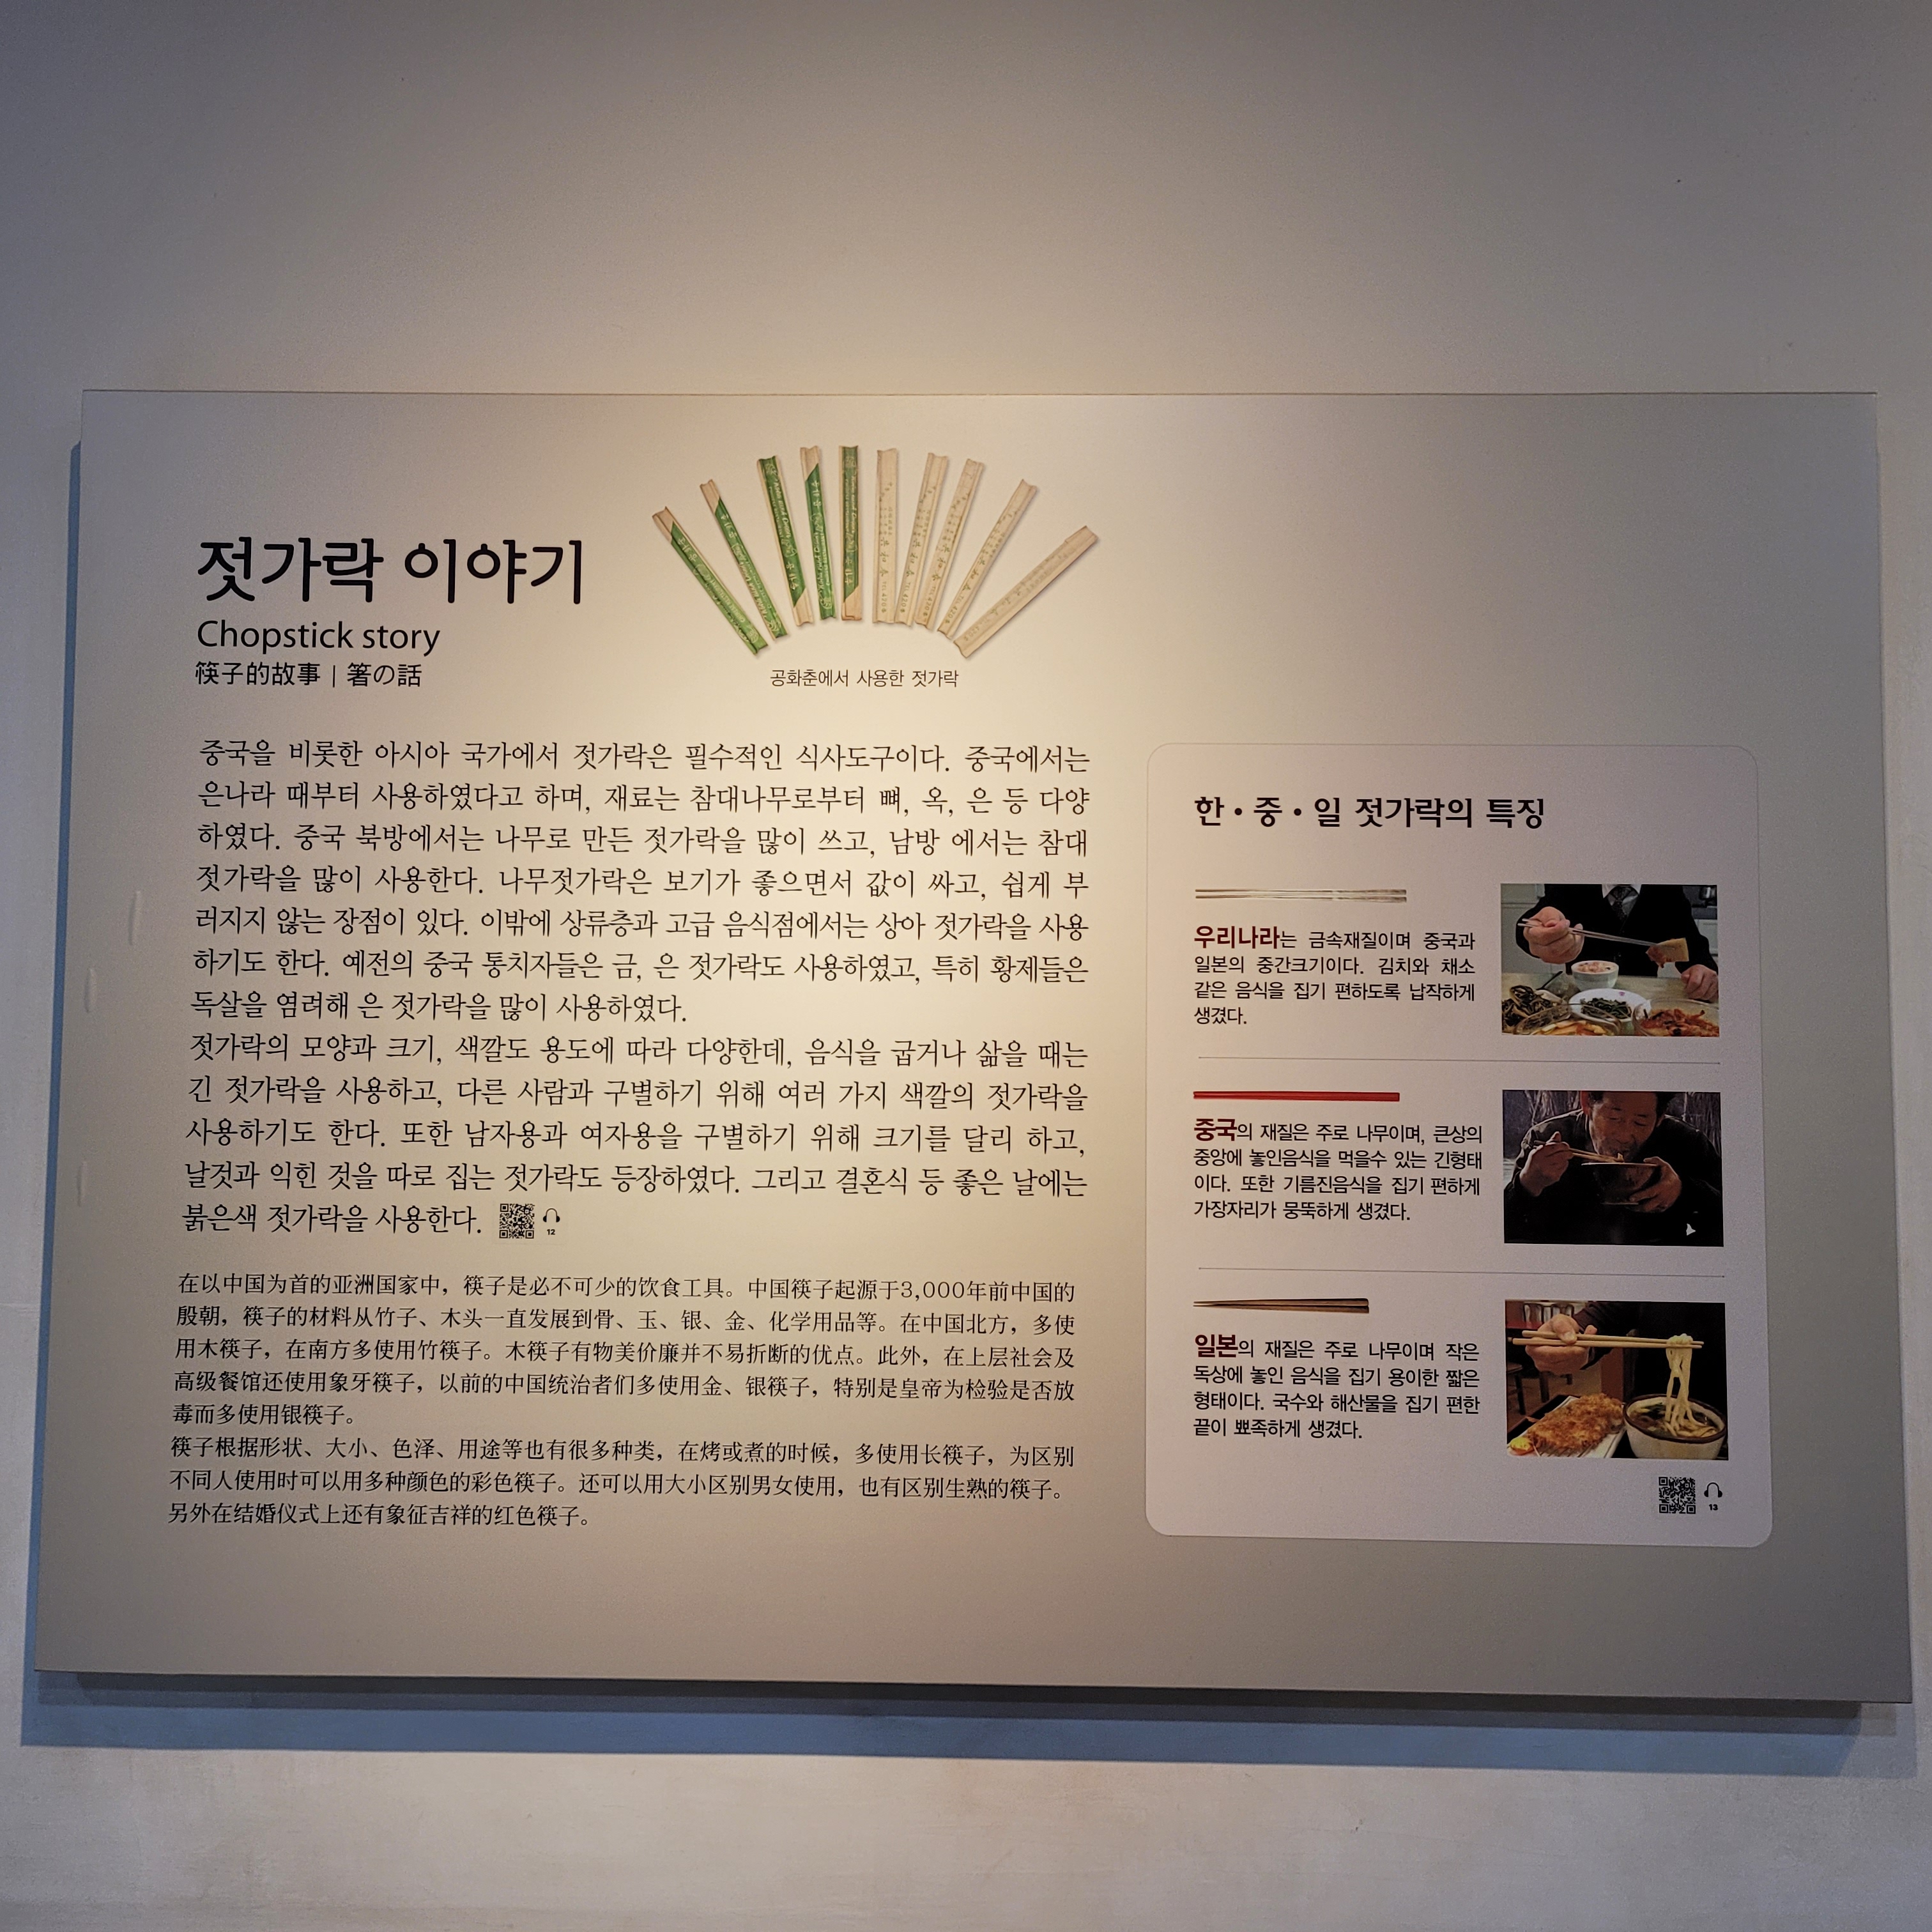 젓가락 이야기
Chopstick story
筷子的故事 | 箸の話
공화춘에서 사용한 젓가락
중국을 비롯한 아시아 국가에서 젓가락은 필수적인 식사도구이다. 중국에서는
은나라 때부터 사용하였다고 하며, 재료는 참대나무로부터 뼈, 옥, 은 등 다양
하였다. 중국 북방에서는 나무로 만든 젓가락을 많이 쓰고, 남방 에서는 참대
젓가락을 많이 사용한다. 나무젓가락은 보기가 좋으면서 값이 싸고, 쉽게 부
러지지 않는 장점이 있다. 이밖에 상류층과 고급 음식점에서는 상아 젓가락을 사용
하기도 한다. 예전의 중국 통치자들은 금, 은 젓가락도 사용하였고, 특히 황제들은
독살을 염려해 은 젓가락을 많이 사용하였다.
젓가락의 모양과 크기, 색깔도 용도에 따라 다양한데, 음식을 굽거나 삶을 때는
긴 젓가락을 사용하고, 다른 사람과 구별하기 위해 여러 가지 색깔의 젓가락을
사용하기도 한다. 또한 남자용과 여자용을 구별하기 위해 크기를 달리 하고,
날것과 익힌 것을 따로 집는 젓가락도 등장하였다. 그리고 결혼식 등 좋은 날에는
붉은색 젓가락을 사용한다.
12
在以中国为首的亚洲国家中，筷子是必不可少的饮食工具。中国筷子起源于3,000年前中国的
殷朝，筷子的材料从竹子、木头一直发展到骨、玉、银、金、化学用品等。在中国北方，多使
用木筷子，在南方多使用竹筷子。木筷子有物美价廉并不易折断的优点。此外，在上层社会及
高级餐馆还使用象牙筷子，以前的中国统治者们多使用金、银筷子，特别是皇帝为检验是否放
毒而多使用银筷子。
筷子根据形状、大小、色泽、用途等也有很多种类，在烤或煮的时候，多使用长筷子，为区别
不同人使用时可以用多种颜色的彩色筷子。还可以用大小区别男女使用，也有区别生熟的筷子。
另外在结婚仪式上还有象征吉祥的红色筷子。
한・중・일 젓가락의 특징
우리나라는 금속재질이며 중국과
일본의 중간크기이다. 김치와 채소
같은 음식을 집기 편하도록 납작하게
생겼다.
중국의 재질은 주로 나무이며, 큰상의
중앙에 놓인음식을 먹을수 있는 긴형태
이다. 또한 기름진음식을 집기 편하게
가장자리가 뭉뚝하게 생겼다.
일본의 재질은 주로 나무이며 작은
독상에 놓인 음식을 집기 용이한 짧은
형태이다. 국수와 해산물을 집기 편한
끝이 뾰족하게 생겼다.
13